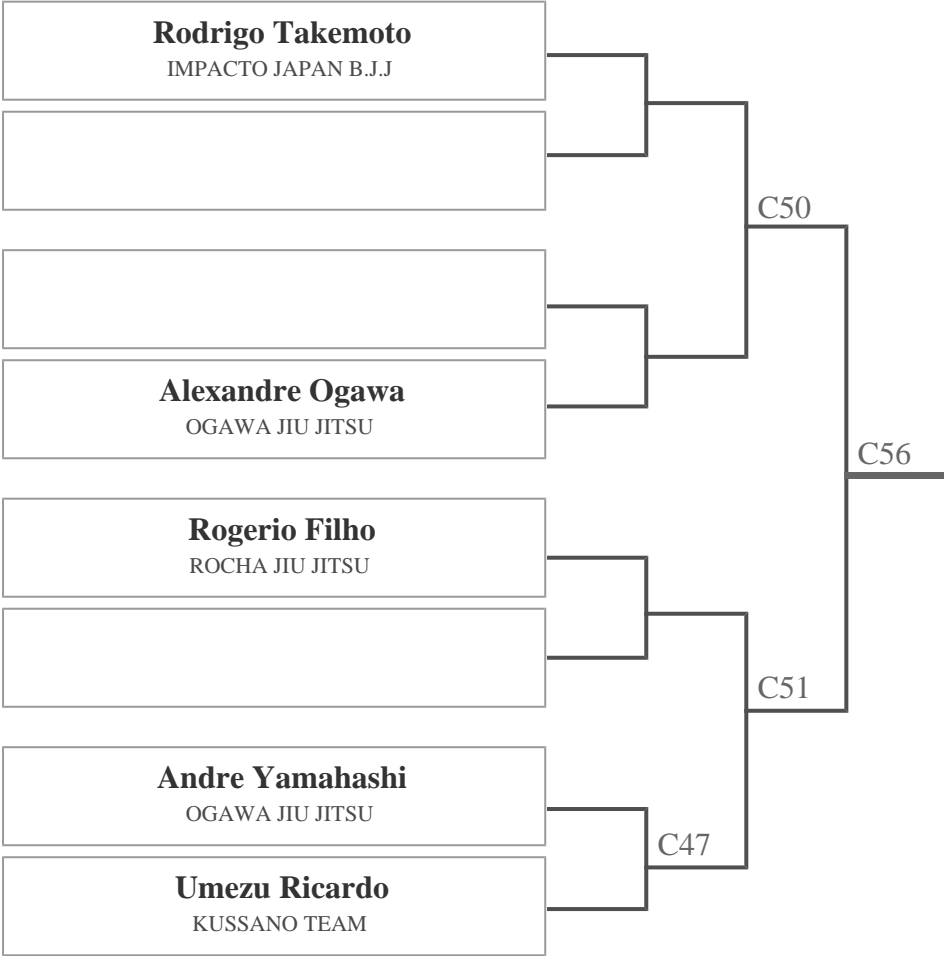 Rodrigo Takemoto
IMPACTO JAPAN B.J.J
C50
Alexandre Ogawa
OGAWA JIU JITSU
C56
Rogerio Filho
ROCHA JIU JITSU
C51
Andre Yamahashi
OGAWA JIU JITSU
C47
Umezu Ricardo
KUSSANO TEAM